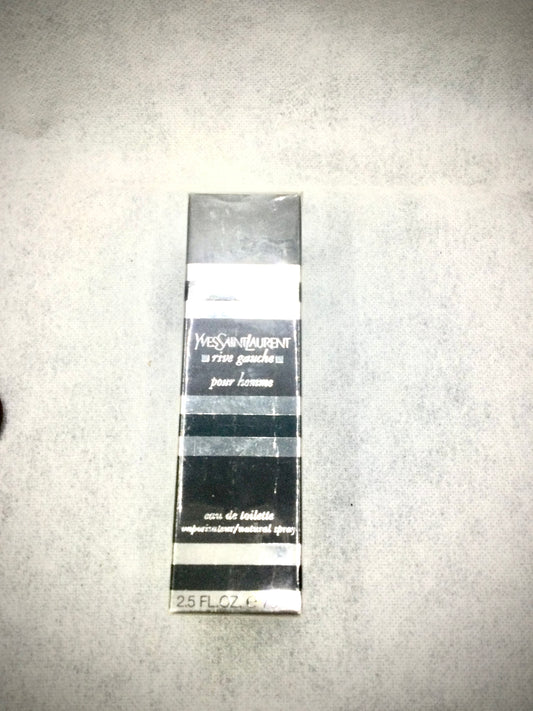 YVESSAINTLAURENT
rive gauche
pour homme
eau de toilette
vaporisateur/natural spray
2.5 FL.OZ. ℮